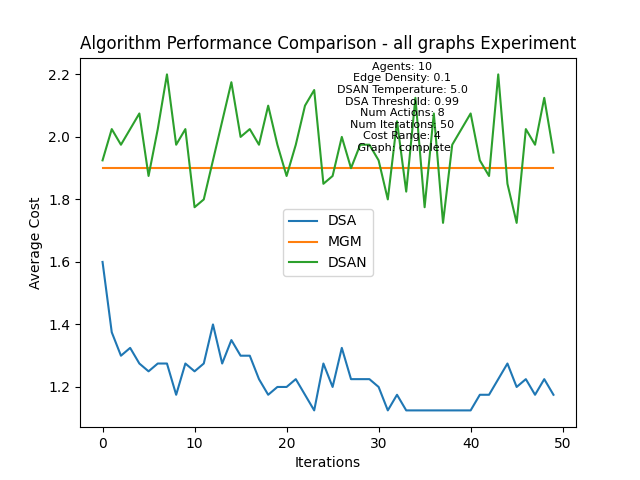 Algorithm Performance Comparison - all graphs Experiment
Agents: 10
Edge Density: 0.1
DSAN Temperature: 5.0
DSA Threshold: 0.99
Num Actions: 8
Num Iterations: 50
Cost Range: 4
Graph: complete
2.2
2.0
1.8
1.6
1.4
1.2
Average Cost
DSA
MGM
DSAN
0
10
20
30
40
50
Iterations